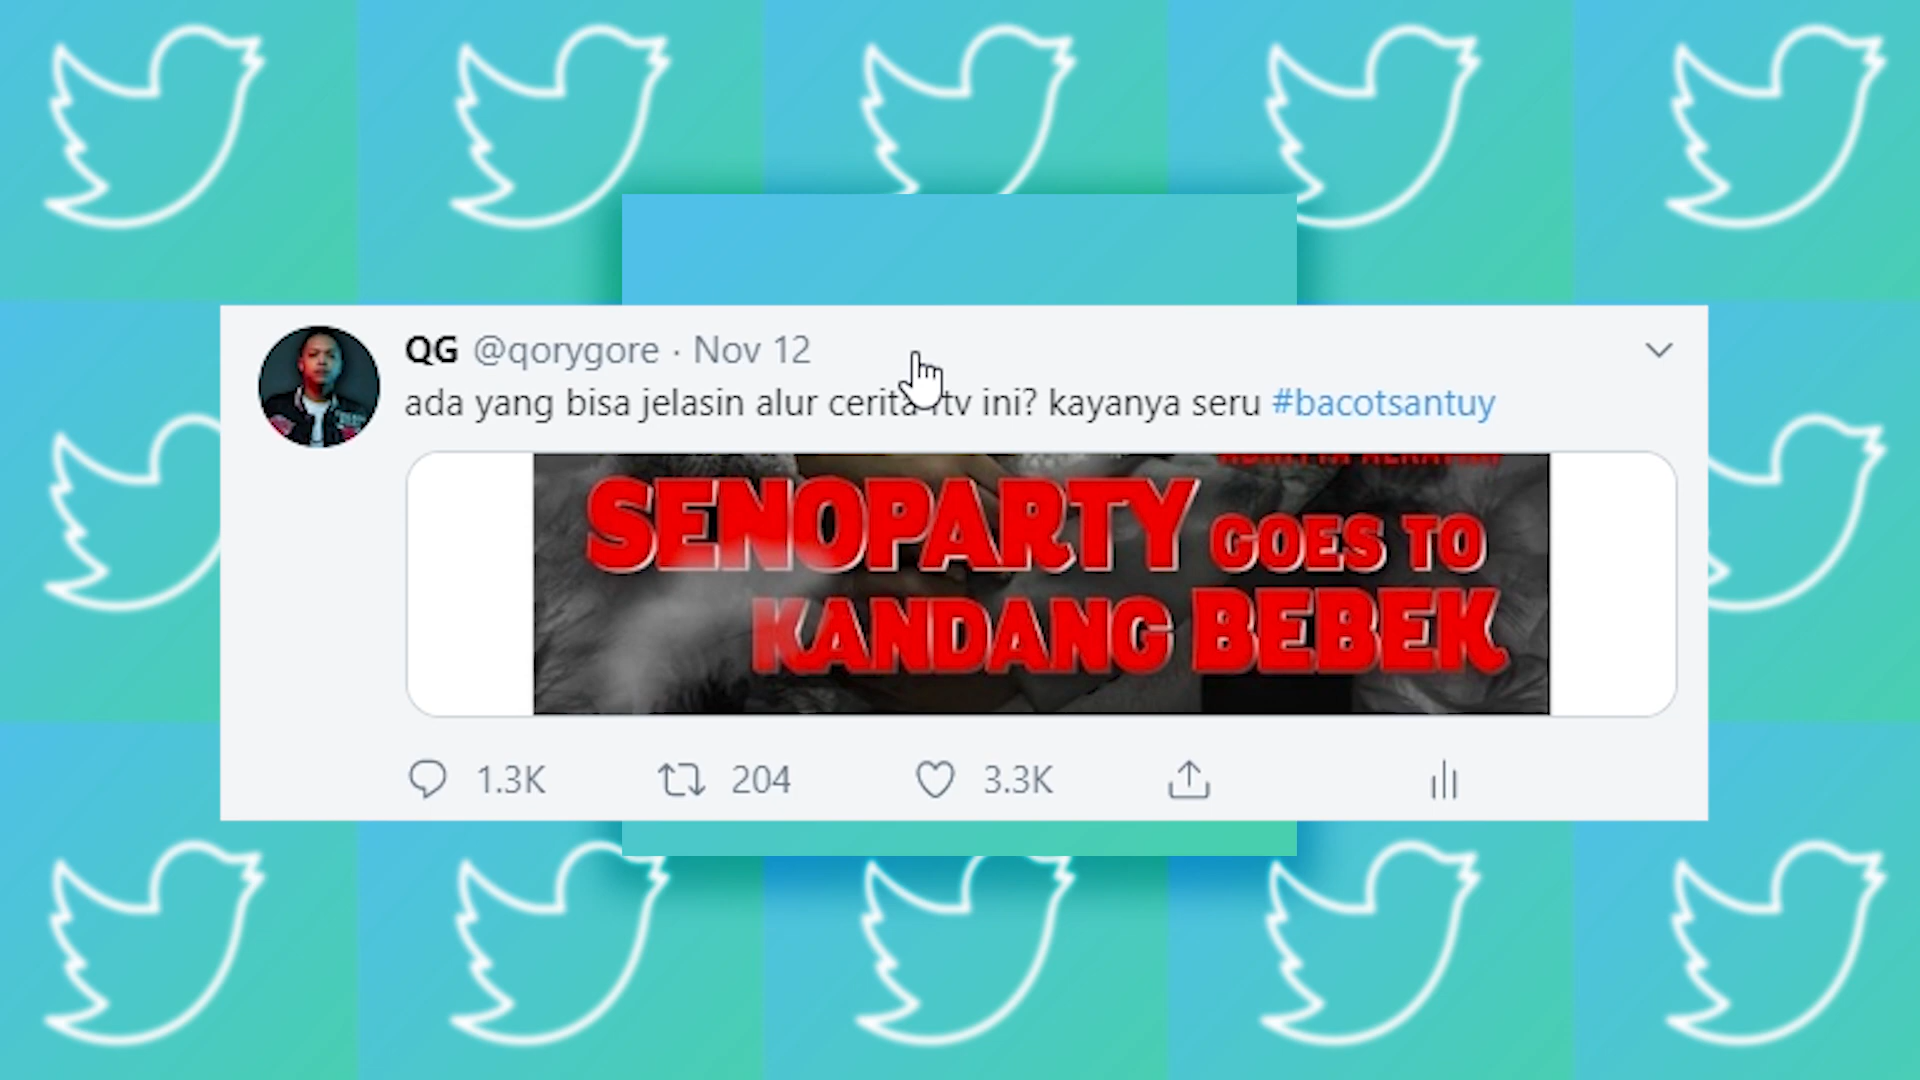 QG @qorygore · Nov 12
ada yang bisa jelasin alur cerita ini? kayanya seru #bacotsantuy
SENOPARTY GOES TO
KANDANG BEBEK
1.3K 204 3.3K